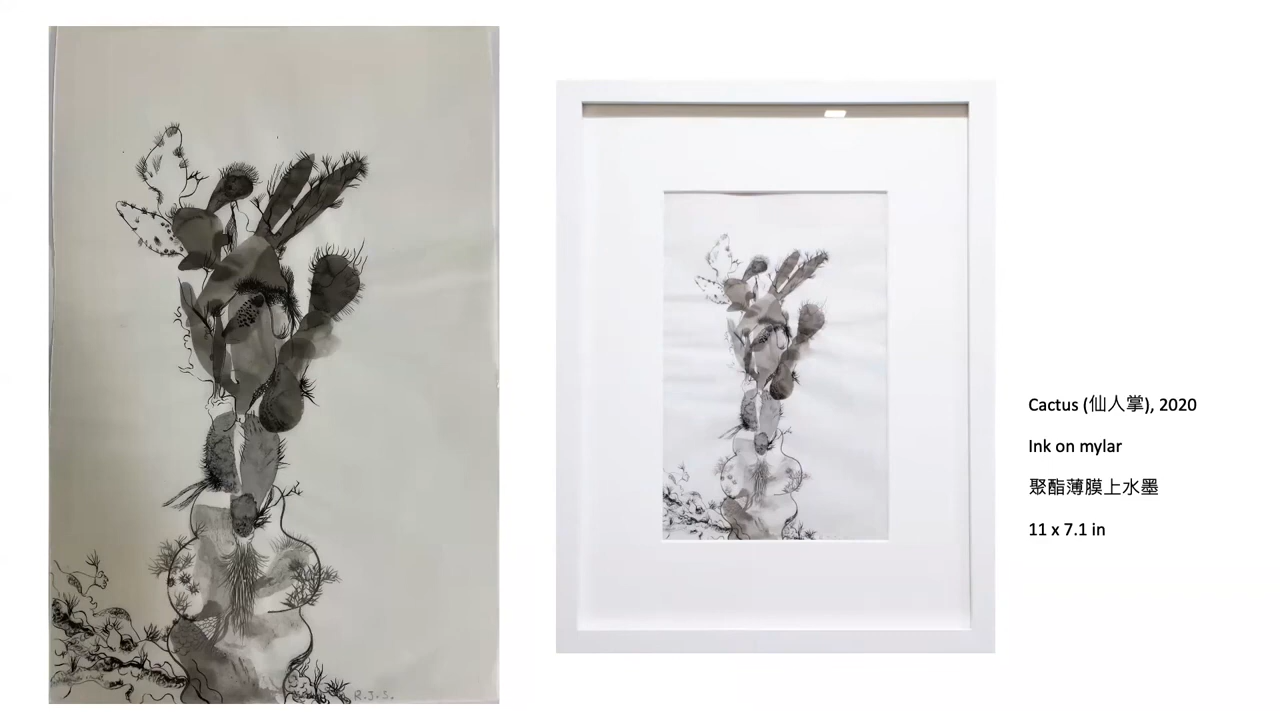 R.J.S.
Cactus (仙人掌), 2020
Ink on mylar
聚酯薄膜上水墨
11 x 7.1 in